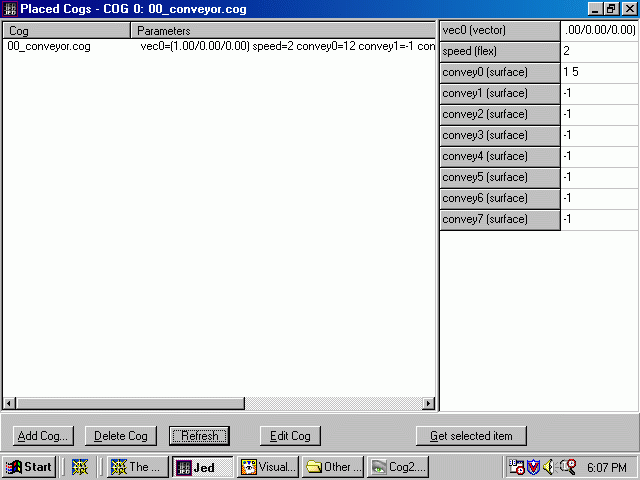 Placed Cogs - COG 0: 00_conveyor.cog
Cog Parameters
00_conveyor.cog vec0=(1.00/0.00/0.00) speed=2 convey0=12 convey1=-1 con
vec0 (vector) .00/0.00/0.00)
speed (flex) 2
convey0 (surface) 1 5
convey1 (surface) -1
convey2 (surface) -1
convey3 (surface) -1
convey4 (surface) -1
convey5 (surface) -1
convey6 (surface) -1
convey7 (surface) -1
Add Cog... Delete Cog Refresh Edit Cog Get selected item
Start The ... Jed Visual... Other ... Cog2.... 6:07 PM